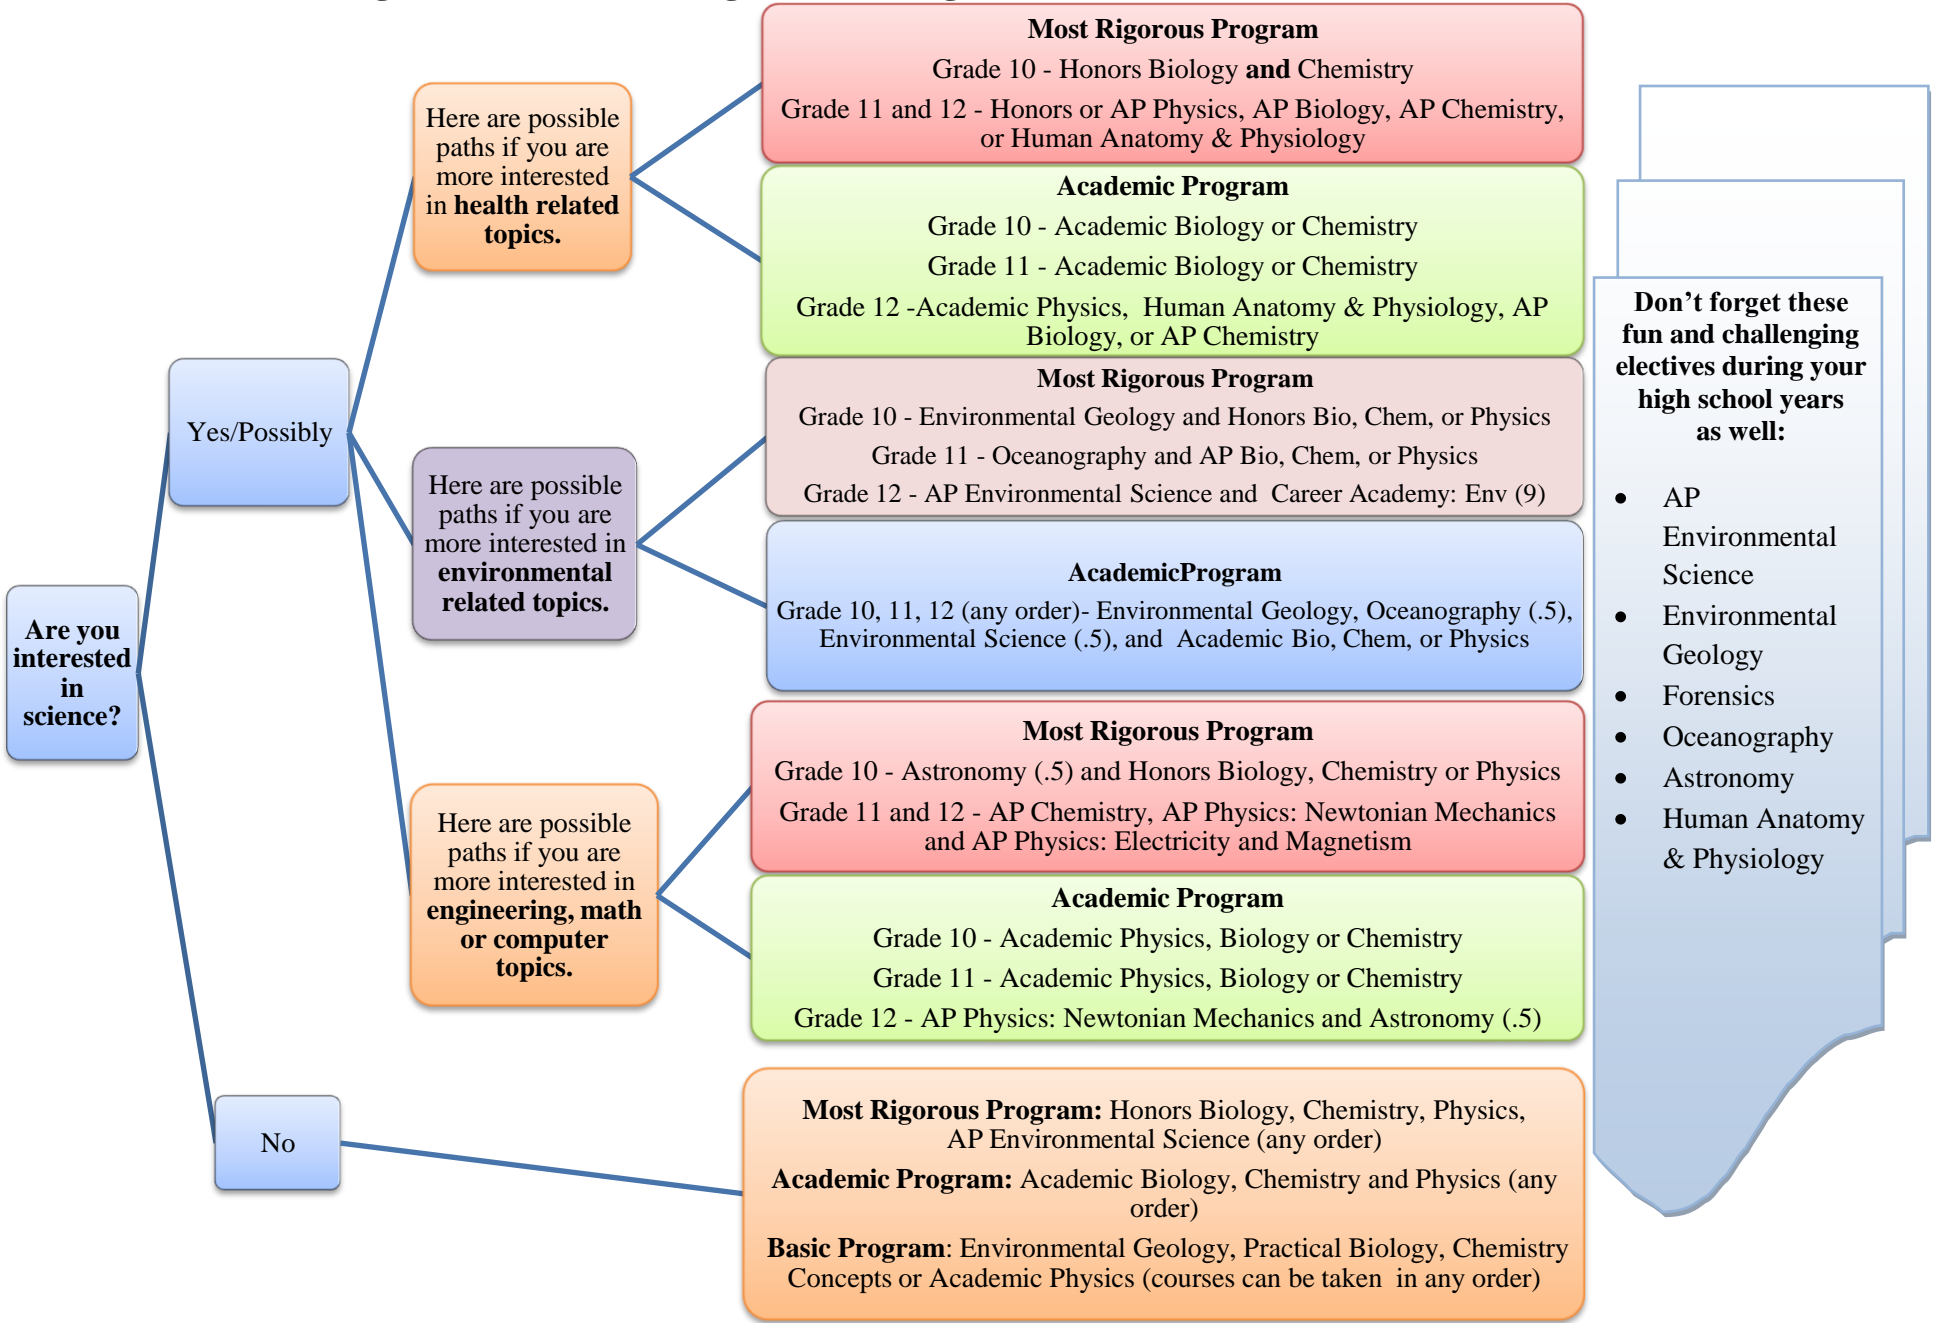 Most Rigorous Program
Grade 10 - Honors Biology and Chemistry
Grade 11 and 12 - Honors or AP Physics, AP Biology, AP Chemistry,
or Human Anatomy & Physiology
Here are possible
paths if you are
more interested
in health related
topics.
Academic Program
Grade 10 - Academic Biology or Chemistry
Grade 11 - Academic Biology or Chemistry
Grade 12 -Academic Physics, Human Anatomy & Physiology, AP
Biology, or AP Chemistry
Yes/Possibly
Most Rigorous Program
Grade 10 - Environmental Geology and Honors Bio, Chem, or Physics
Grade 11 - Oceanography and AP Bio, Chem, or Physics
Grade 12 - AP Environmental Science and Career Academy: Env (9)
Here are possible
paths if you are
more interested in
environmental
related topics.
AcademicProgram
Grade 10, 11, 12 (any order)- Environmental Geology, Oceanography (.5),
Environmental Science (.5), and Academic Bio, Chem, or Physics
Are you
interested
in
science?
Most Rigorous Program
Grade 10 - Astronomy (.5) and Honors Biology, Chemistry or Physics
Grade 11 and 12 - AP Chemistry, AP Physics: Newtonian Mechanics
and AP Physics: Electricity and Magnetism
Here are possible
paths if you are
more interested in
engineering, math
or computer
topics.
Academic Program
Grade 10 - Academic Physics, Biology or Chemistry
Grade 11 - Academic Physics, Biology or Chemistry
Grade 12 - AP Physics: Newtonian Mechanics and Astronomy (.5)
No
Most Rigorous Program: Honors Biology, Chemistry, Physics,
AP Environmental Science (any order)
Academic Program: Academic Biology, Chemistry and Physics (any
order)
Basic Program: Environmental Geology, Practical Biology, Chemistry
Concepts or Academic Physics (courses can be taken in any order)
Don’t forget these
fun and challenging
electives during your
high school years
as well:
• AP
Environmental
Science
• Environmental
Geology
• Forensics
• Oceanography
• Astronomy
• Human Anatomy
& Physiology